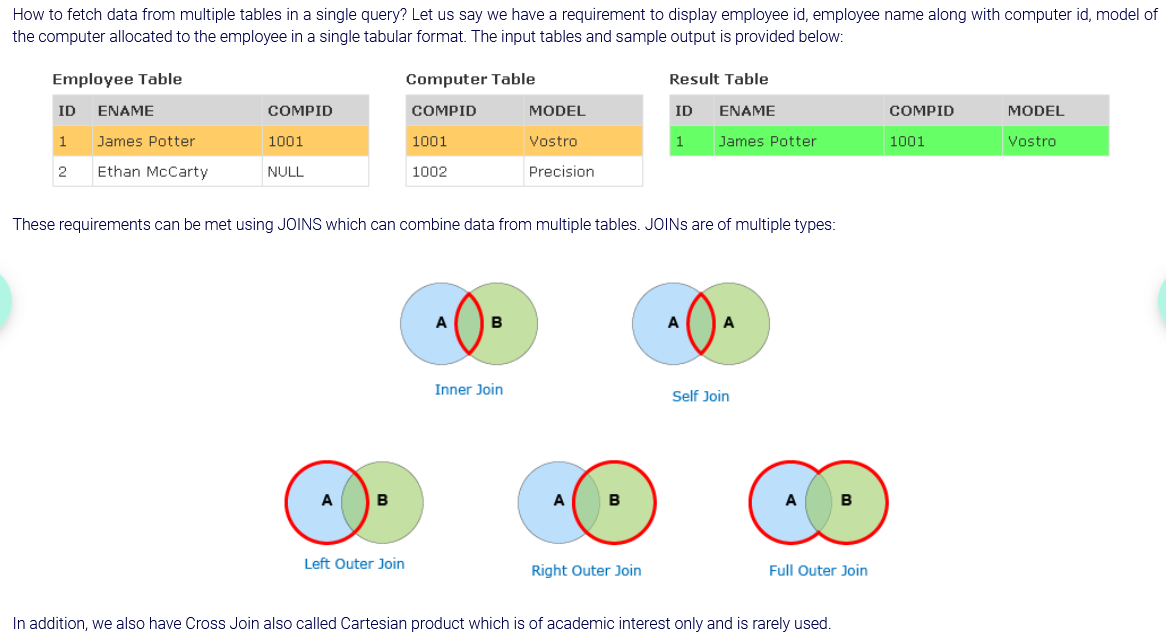 How to fetch data from multiple tables in a single query? Let us say we have a requirement to display employee id, employee name along with computer id, model of
the computer allocated to the employee in a single tabular format. The input tables and sample output is provided below:
Employee Table
ID ENAME COMPID
1 James Potter 1001
2 Ethan McCarty NULL
Computer Table
COMPID MODEL
1001 Vostro
1002 Precision
Result Table
ID ENAME COMPID MODEL
1 James Potter 1001 Vostro
These requirements can be met using JOINS which can combine data from multiple tables. JOINs are of multiple types:
A B
Inner Join
A A
Self Join
A B
Left Outer Join
A B
Right Outer Join
A B
Full Outer Join
In addition, we also have Cross Join also called Cartesian product which is of academic interest only and is rarely used.